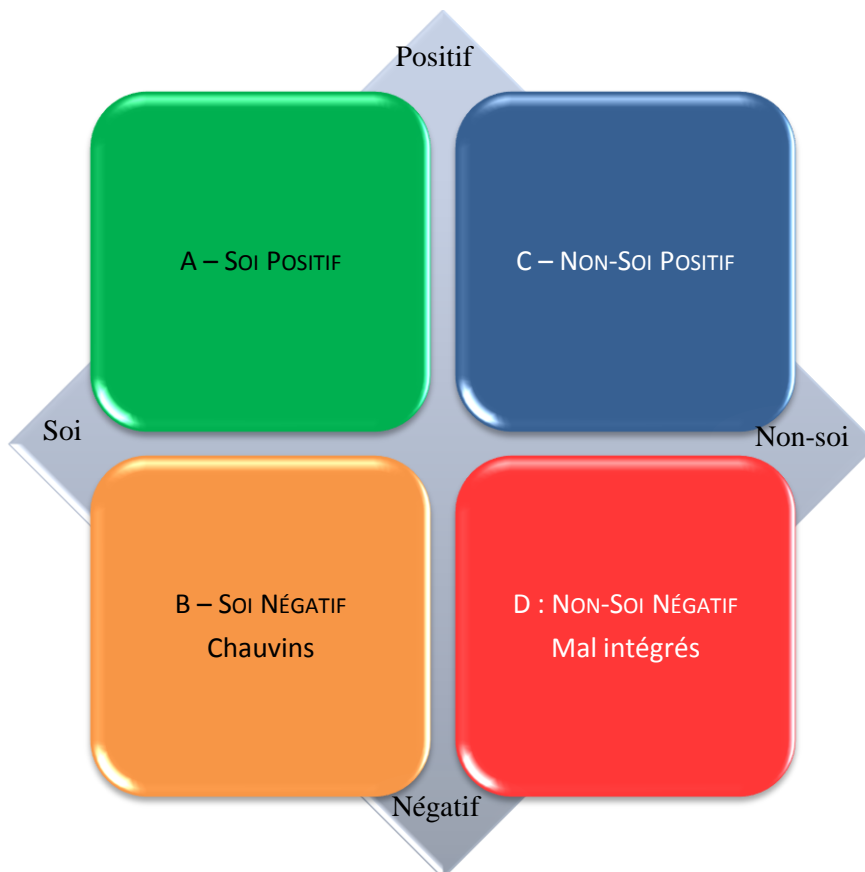 Positif
A – Soi Positif
C – Non-Soi Positif
Soi
Non-soi
B – Soi Négatif
Chauvins
D : Non-Soi Négatif
Mal intégrés
Négatif